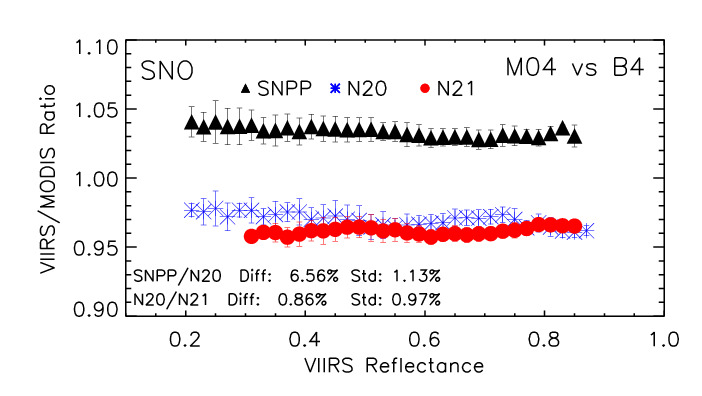 1.10
SNO
M04 vs B4
SNPP N20 N21
1.05
1.00
0.95
0.90
VIIRS/MODIS Ratio
SNPP/N20 Diff: 6.56% Std: 1.13%
N20/N21 Diff: 0.86% Std: 0.97%
0.2 0.4 0.6 0.8 1.0
VIIRS Reflectance